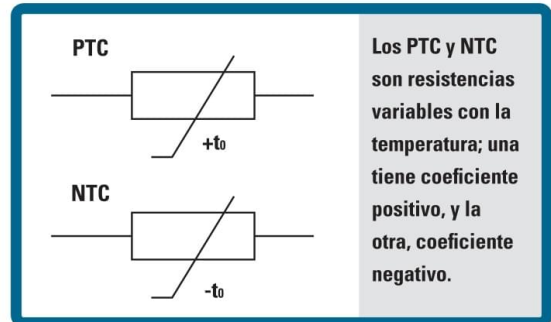 PTC
+t0
NTC
-t0
Los PTC y NTC
son resistencias
variables con la
temperatura; una
tiene coeficiente
positivo, y la
otra, coeficiente
negativo.